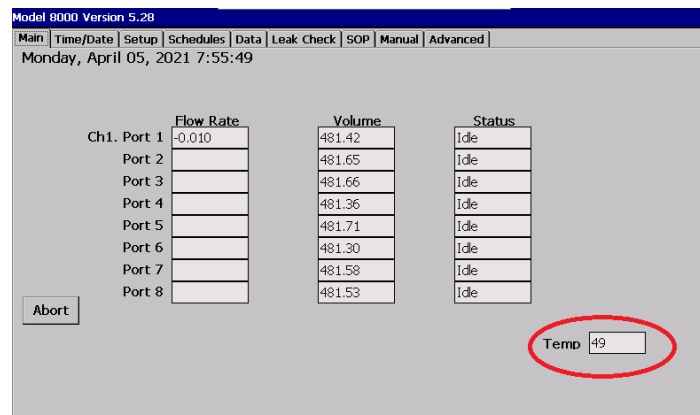 Model 8000 Version 5.28
Main Time/Date Setup Schedules Data Leak Check SOP Manual Advanced
Monday, April 05, 2021 7:55:49
Flow Rate Volume Status
Ch1. Port 1 -0.010 481.42 Idle
Port 2 481.65 Idle
Port 3 481.66 Idle
Port 4 481.36 Idle
Port 5 481.71 Idle
Port 6 481.30 Idle
Port 7 481.58 Idle
Port 8 481.53 Idle
Abort
Temp 49